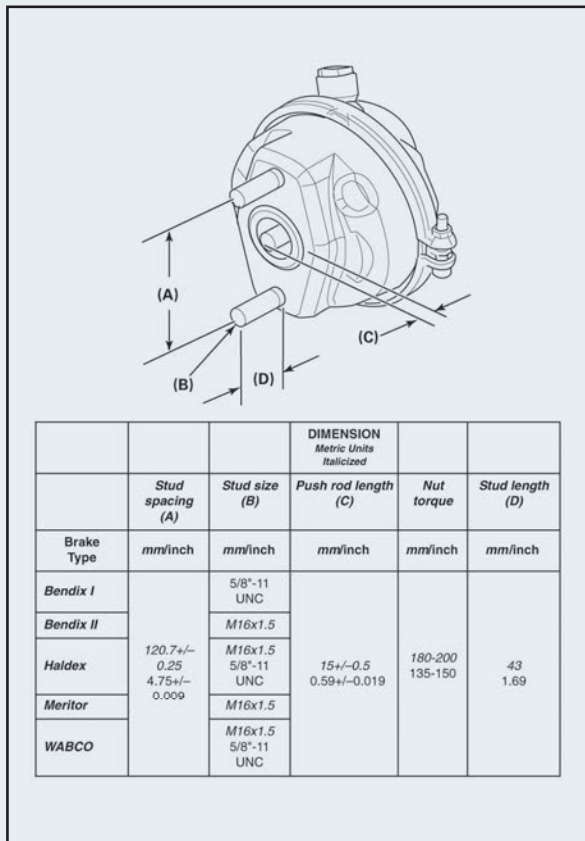 (A)
(B)
(D)
(C)
DIMENSION
Metric Units
Italicized
Stud
spacing
(A)
Stud size
(B)
Push rod length
(C)
Nut
torque
Stud length
(D)
Brake
Type
mm/inch
mm/inch
mm/inch
mm/inch
mm/inch
Bendix I
5/8"-11
UNC
Bendix II
M16x1.5
Haldex
120.7+/–
0.25
4.75+/–
0.009
M16x1.5
5/8"-11
UNC
15+/–0.5
0.59+/–0.019
180-200
135-150
43
1.69
Meritor
M16x1.5
WABCO
M16x1.5
5/8"-11
UNC